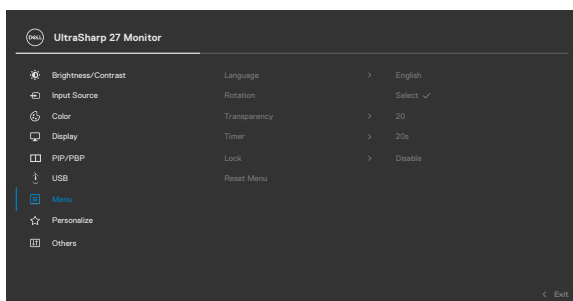 DELL UltraSharp 27 Monitor
Brightness/Contrast Language > English
Input Source Rotation Select ✓
Color Transparency > 20
Display Timer > 20s
PIP/PBP Lock > Disable
USB Reset Menu
Menu
Personalize
Others
< Exit